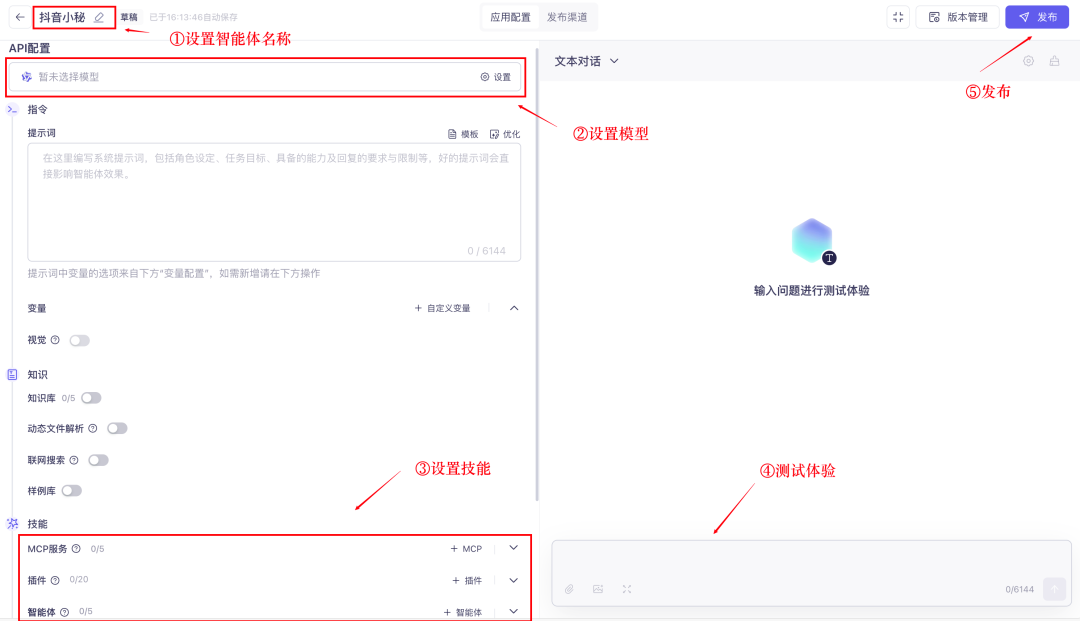 抖音小秘
草稿
已于16:13:46自动保存
应用配置
发布渠道
版本管理
发布
①设置智能体名称
API配置
暂未选择模型
设置
文本对话
⑤发布
②设置模型
指令
提示词
模板
优化
在这里编写系统提示词，包括角色设定、任务目标、具备的能力及回复的要求与限制等，好的提示词会直
接影响智能体效果。
0 / 6144
提示词中变量的选项来自下方“变量配置”，如需新增请在下方操作
T
输入问题进行测试体验
变量
+ 自定义变量
视觉
知识
知识库 0/5
动态文件解析
联网搜索
样例库
③设置技能
④测试体验
技能
MCP服务 0/5
+ MCP
插件 0/20
+ 插件
智能体 0/5
+ 智能体
0/6144